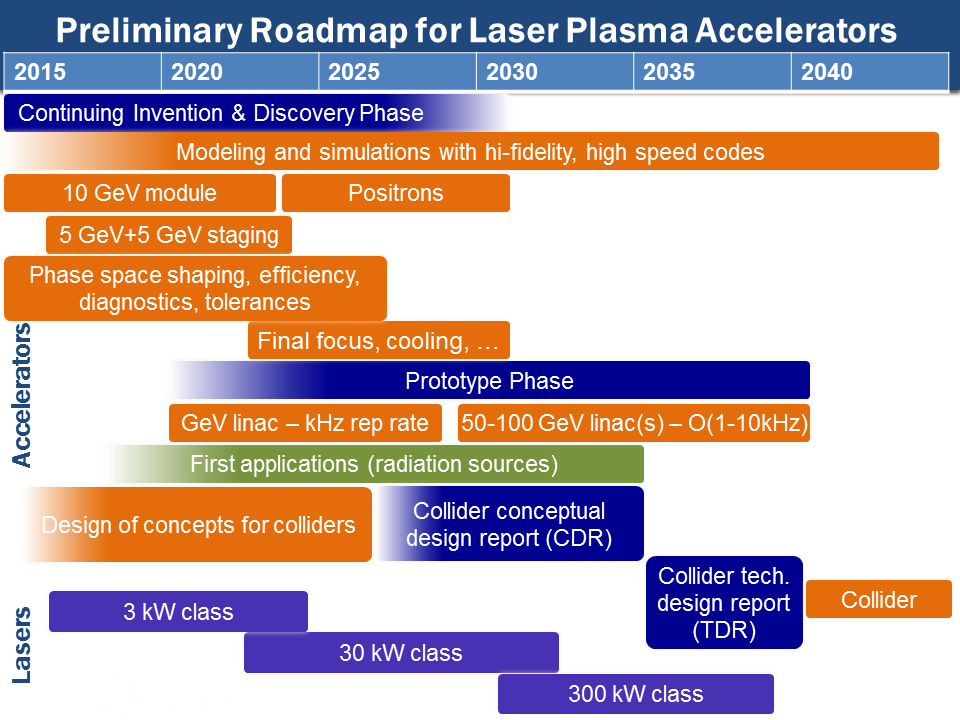 Preliminary Roadmap for Laser Plasma Accelerators
2015 2020 2025 2030 2035 2040
Continuing Invention & Discovery Phase
Modeling and simulations with hi-fidelity, high speed codes
10 GeV module
Positrons
5 GeV+5 GeV staging
Phase space shaping, efficiency,
diagnostics, tolerances
Accelerators
Final focus, cooling, …
Prototype Phase
GeV linac – kHz rep rate
50-100 GeV linac(s) – O(1-10kHz)
First applications (radiation sources)
Design of concepts for colliders
Collider conceptual
design report (CDR)
Collider tech.
design report
(TDR)
Collider
Lasers
3 kW class
30 kW class
300 kW class